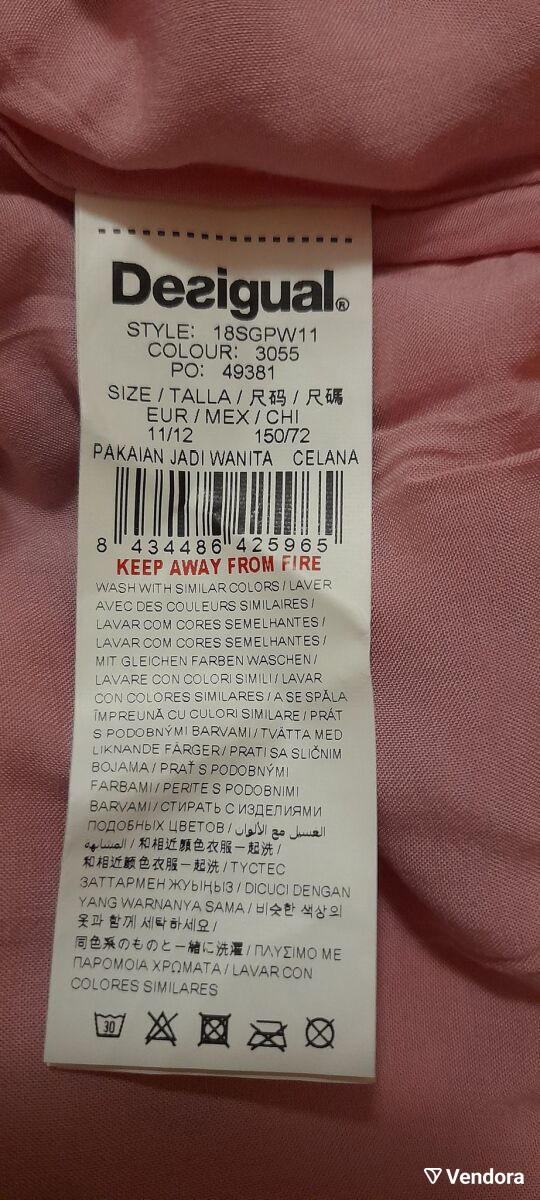 Desigual®
STYLE: 18SGPW11
COLOUR: 3055
PO: 49381
SIZE / TALLA / 尺码 / 尺碼
EUR / MEX / CHI
11/12 150/72
PAKAIAN JADI WANITA CELANA
8 434486 425965
KEEP AWAY FROM FIRE
WASH WITH SIMILAR COLORS / LAVER
AVEC DES COULEURS SIMILAIRES /
LAVAR COM CORES SEMELHANTES /
LAVAR COM CORES SEMELHANTES /
MIT GLEICHEN FARBEN WASCHEN /
LAVARE CON COLORI SIMILI / LAVAR
CON COLORES SIMILARES / A SE SPĂLA
ÎMPREUNĂ CU CULORI SIMILARE / PRÁT
S PODOBNÝMI BARVAMI / TVÄTTA MED
LIKNANDE FÄRGER / PRATI SA SLIČNIM
BOJAMA / PRAŤ S PODOBNÝMI
FARBAMI / PERITE S PODOBNIMI
BARVAMI / СТИРАТЬ С ИЗДЕЛИЯМИ
ПОДОБНЫХ ЦВЕТОВ / الغسيل مع الألوان
المشابهة / 和相近顏色衣服一起洗 /
和相近颜色衣服一起洗 / ТҮСТЕС
ЗАТТАРМЕН ЖУЫҢЫЗ / DICUCI DENGAN
YANG WARNANYA SAMA / 비슷한 색상의
옷과 함께 세탁하세요 /
同色系のものと一緒に洗濯 / ΠΛΥΣΙΜΟ ΜΕ
ΠΑΡΟΜΟΙΑ ΧΡΩΜΑΤΑ / LAVAR CON
COLORES SIMILARES
30
Vendora